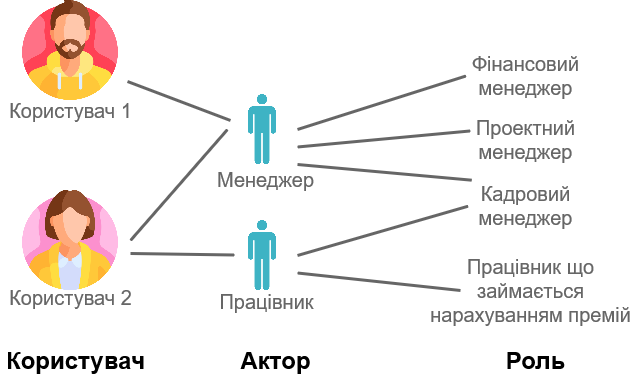 Користувач 1
Користувач 2
Менеджер
Працівник
Фінансовий
менеджер
Проектний
менеджер
Кадровий
менеджер
Працівник що
займається
нарахуванням премій
Користувач
Актор
Роль